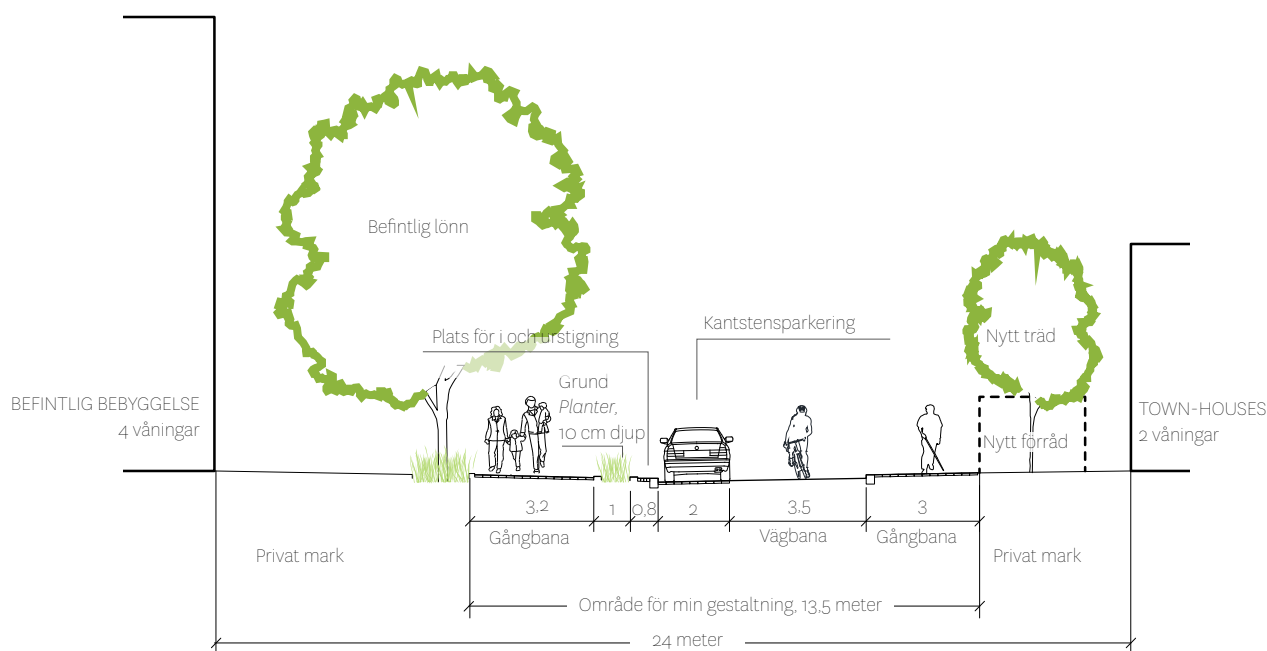 Befintlig lönn
Plats för i och urstigning
Kantstensparkering
Nytt träd
Grund
Planter,
10 cm djup
BEFINTLIG BEBYGGELSE
4 våningar
TOWN-HOUSES
2 våningar
Nytt förråd
3,2
1
0,8
2
3,5
3
Gångbana
Vägbana
Gångbana
Privat mark
Privat mark
Område för min gestaltning, 13,5 meter
24 meter